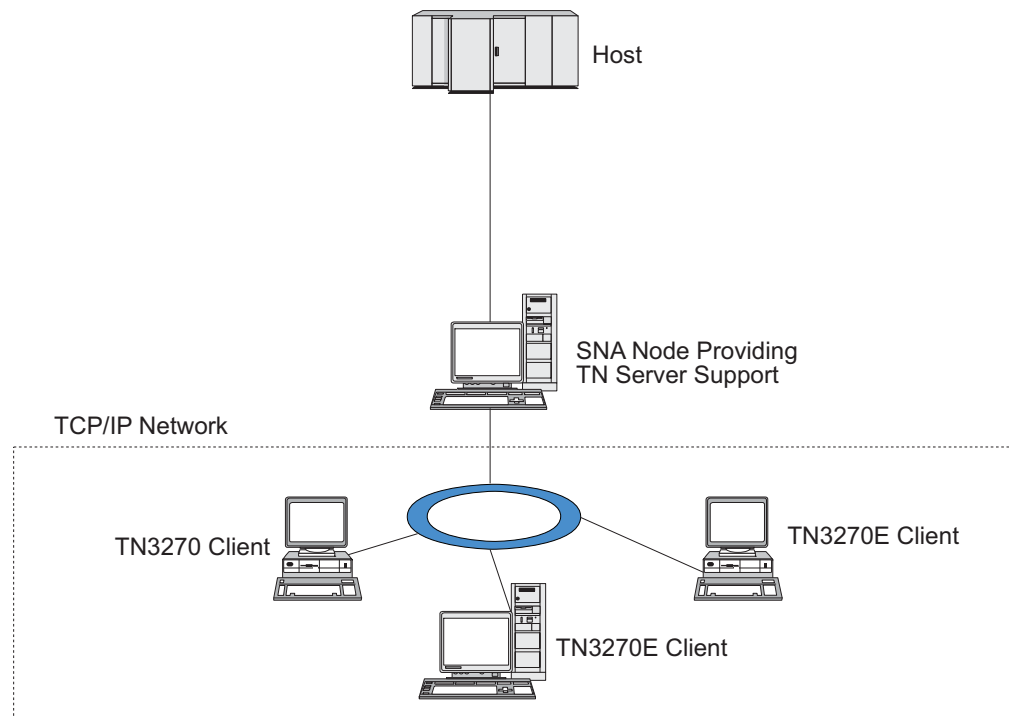 Host
SNA Node Providing
TN Server Support
TCP/IP Network
TN3270 Client
TN3270E Client
TN3270E Client